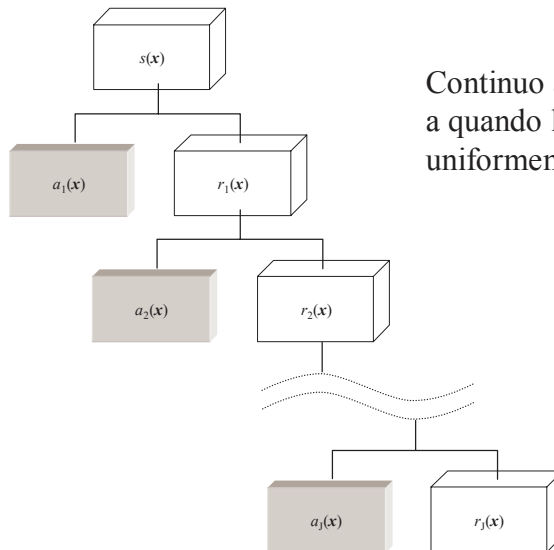 s(x)
Continuo
a quando
uniformen
a₁(x)
r₁(x)
a₂(x)
r₂(x)
aⱼ(x)
rⱼ(x)